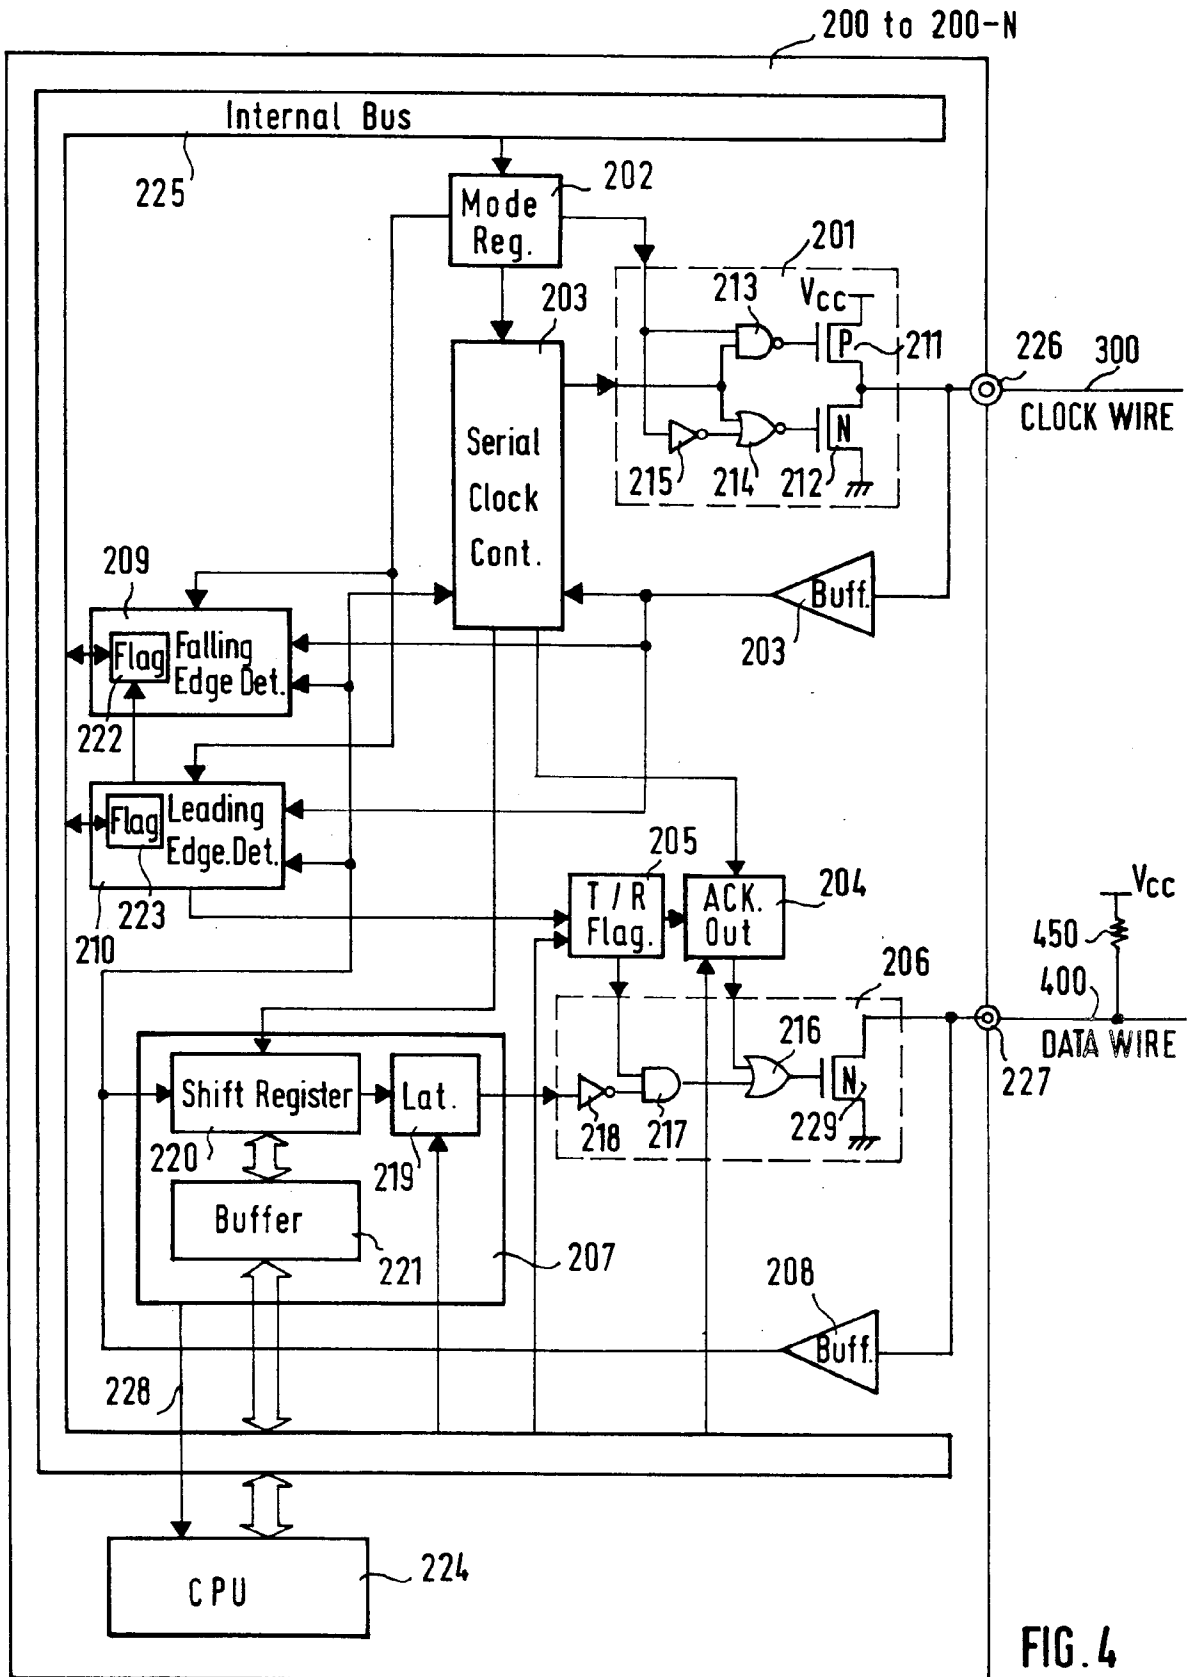 200 to 200-N
Internal Bus
225
202
Mode
Reg.
201
203
213
Vcc
P
211
226
300
CLOCK WIRE
Serial
Clock
Cont.
N
215
214
212
209
Flag
Falling
Edge Det.
Buff.
203
222
Flag
Leading
Edge.Det.
205
T/R
Flag.
ACK.
Out
204
Vcc
210
223
450
206
400
216
DATA WIRE
227
Shift Register
Lat.
N
220
219
218
217
229
Buffer
221
207
208
Buff.
228
CPU
224
FIG. 4